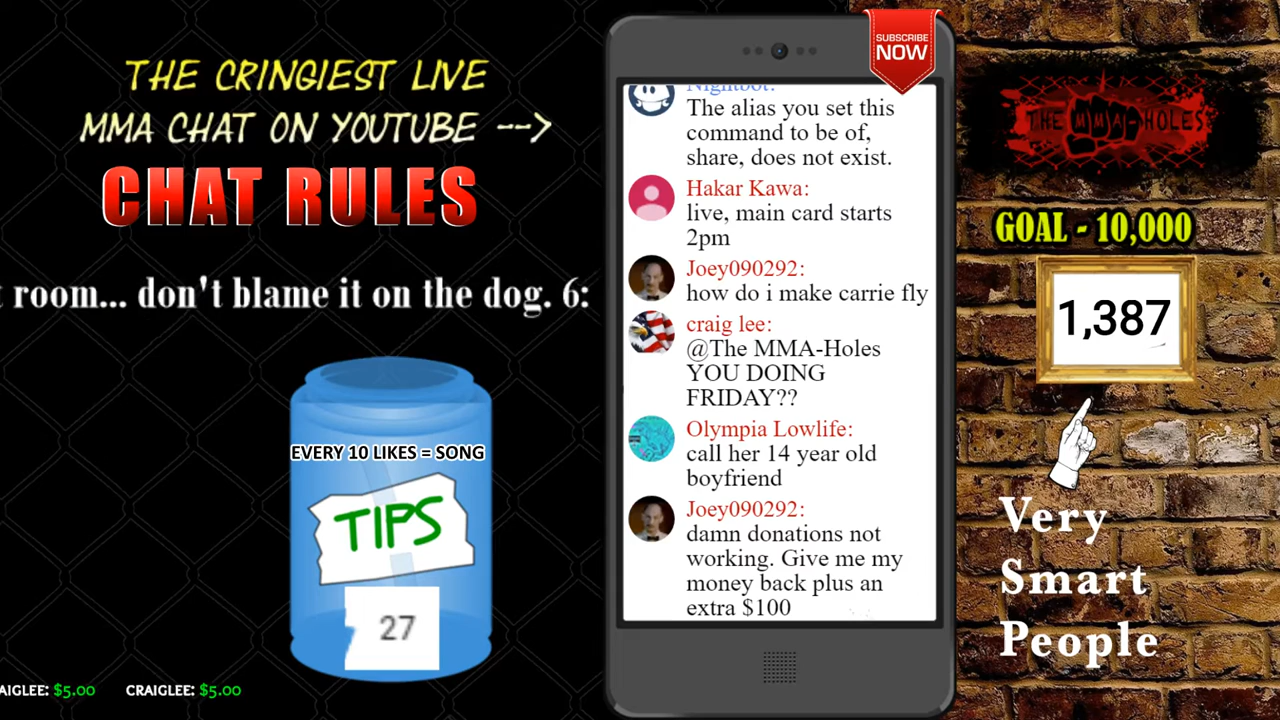 THE CRINGIEST LIVE
MMA CHAT ON YOUTUBE -->
CHAT RULES
t room... don't blame it on the dog. 6:
EVERY 10 LIKES = SONG
TIPS
27
AIGLEE: $5.00 CRAIGLEE: $5.00
SUBSCRIBE
NOW
Nightbot:
The alias you set this
command to be of,
share, does not exist.
Hakar Kawa:
live, main card starts
2pm
Joey090292:
how do i make carrie fly
craig lee:
@The MMA-Holes
YOU DOING
FRIDAY??
Olympia Lowlife:
call her 14 year old
boyfriend
Joey090292:
damn donations not
working. Give me my
money back plus an
extra $100
THE MMA-HOLES
GOAL - 10,000
1,387
Very
Smart
People